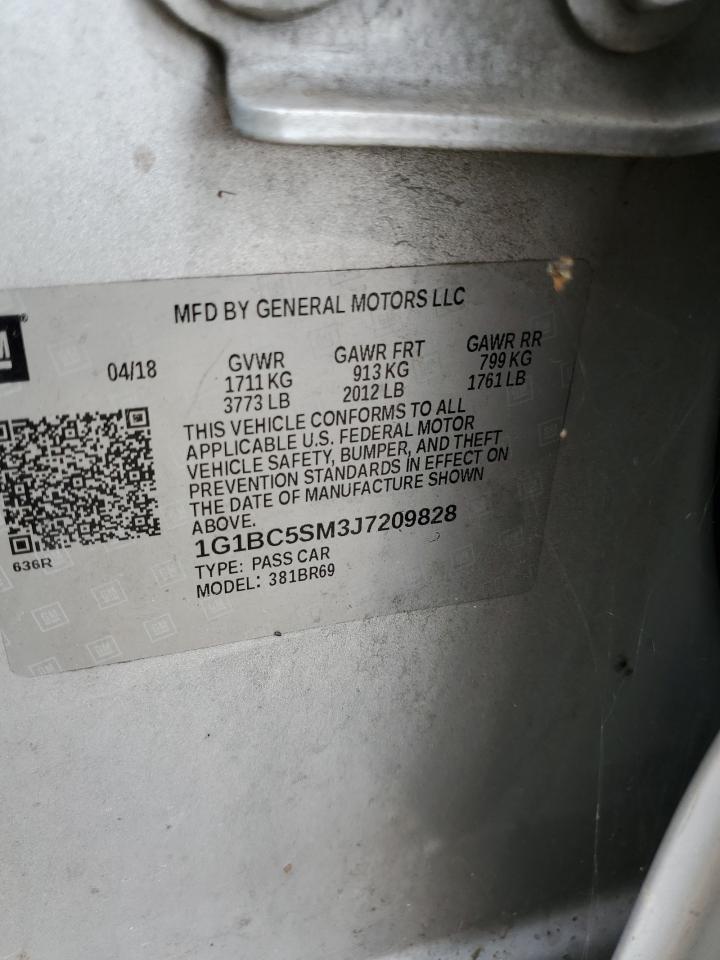 MFD BY GENERAL MOTORS LLC
04/18 GVWR GAWR FRT GAWR RR
1711 KG 913 KG 799 KG
3773 LB 2012 LB 1761 LB
THIS VEHICLE CONFORMS TO ALL
APPLICABLE U.S. FEDERAL MOTOR
VEHICLE SAFETY, BUMPER, AND THEFT
PREVENTION STANDARDS IN EFFECT ON
THE DATE OF MANUFACTURE SHOWN
ABOVE.
1G1BC5SM3J7209828
636R
TYPE: PASS CAR
MODEL: 381BR69